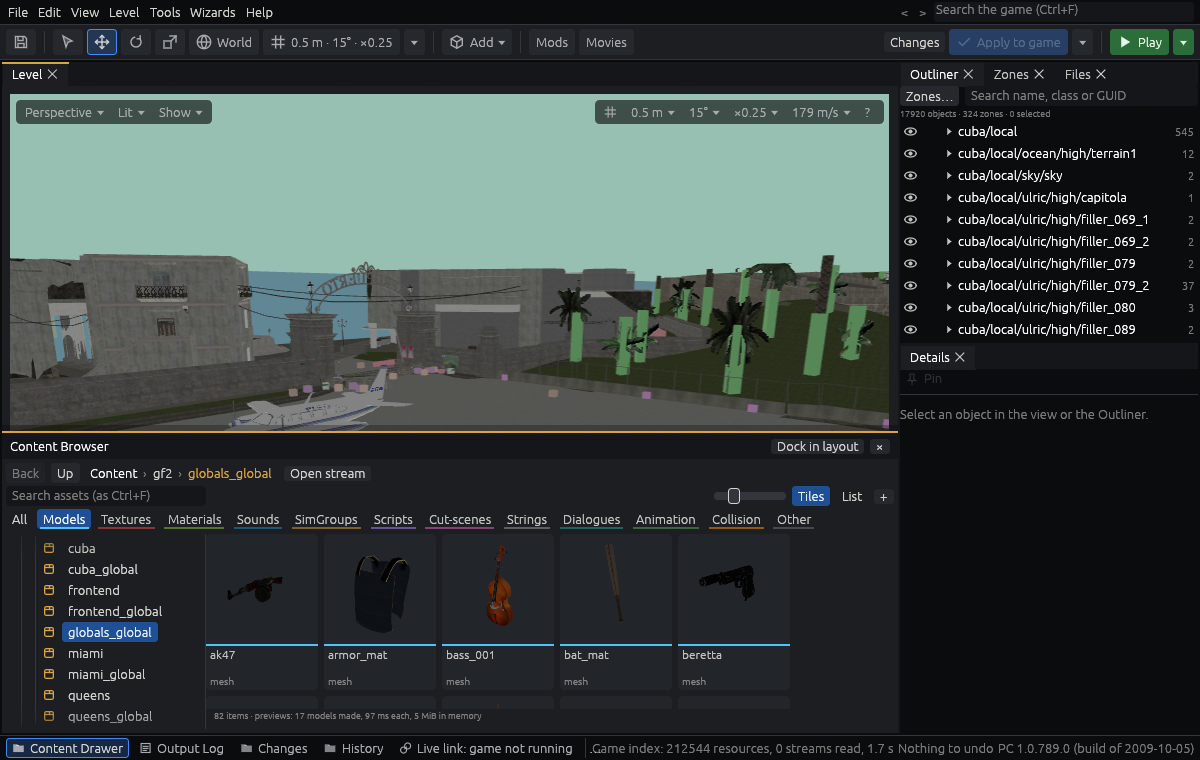 File Edit View Level Tools Wizards Help
< > Search the game (Ctrl+F)
World 0.5 m · 15° · ×0.25 Add Mods Movies Changes Apply to game Play
Level
Outliner Zones Files
Zones... Search name, class or GUID
17920 objects · 324 zones · 0 selected
Perspective Lit Show 0.5 m 15° ×0.25 179 m/s ?
cuba/local 545
cuba/local/ocean/high/terrain1 12
cuba/local/sky/sky 2
cuba/local/ulric/high/capitola 1
cuba/local/ulric/high/filler_069_1 2
cuba/local/ulric/high/filler_069_2 2
cuba/local/ulric/high/filler_079 2
cuba/local/ulric/high/filler_079_2 37
cuba/local/ulric/high/filler_080 3
cuba/local/ulric/high/filler_089 2
Details
Pin
Select an object in the view or the Outliner.
Content Browser Dock in layout ×
Back Up Content › gf2 › globals_global Open stream
Search assets (as Ctrl+F) Tiles List +
All Models Textures Materials Sounds SimGroups Scripts Cut-scenes Strings Dialogues Animation Collision Other
cuba
cuba_global
frontend
frontend_global
globals_global
miami
miami_global
queens
queens_global
ak47 armor_mat bass_001 bat_mat beretta
mesh mesh mesh mesh mesh
82 items · previews: 17 models made, 97 ms each, 5 MiB in memory
Content Drawer Output Log Changes History Live link: game not running .Game index: 212544 resources, 0 streams read, 1.7 s Nothing to undo PC 1.0.789.0 (build of 2009-10-05)